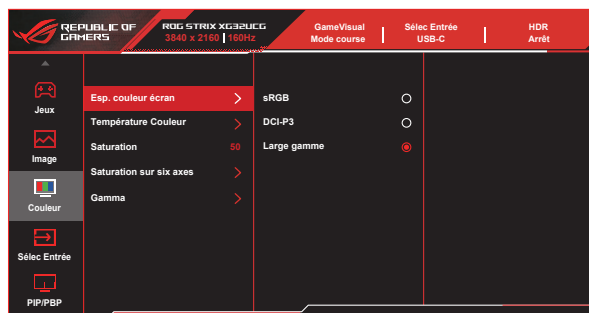 REPUBLIC OF
GAMERS
ROG STRIX XG32UCG
3840 x 2160 | 160Hz
GameVisual
Mode course
Sélec Entrée
USB-C
HDR
Arrêt
Jeux
Image
Couleur
Sélec Entrée
PIP/PBP
Esp. couleur écran
Température Couleur
Saturation 50
Saturation sur six axes
Gamma
sRGB
DCI-P3
Large gamme